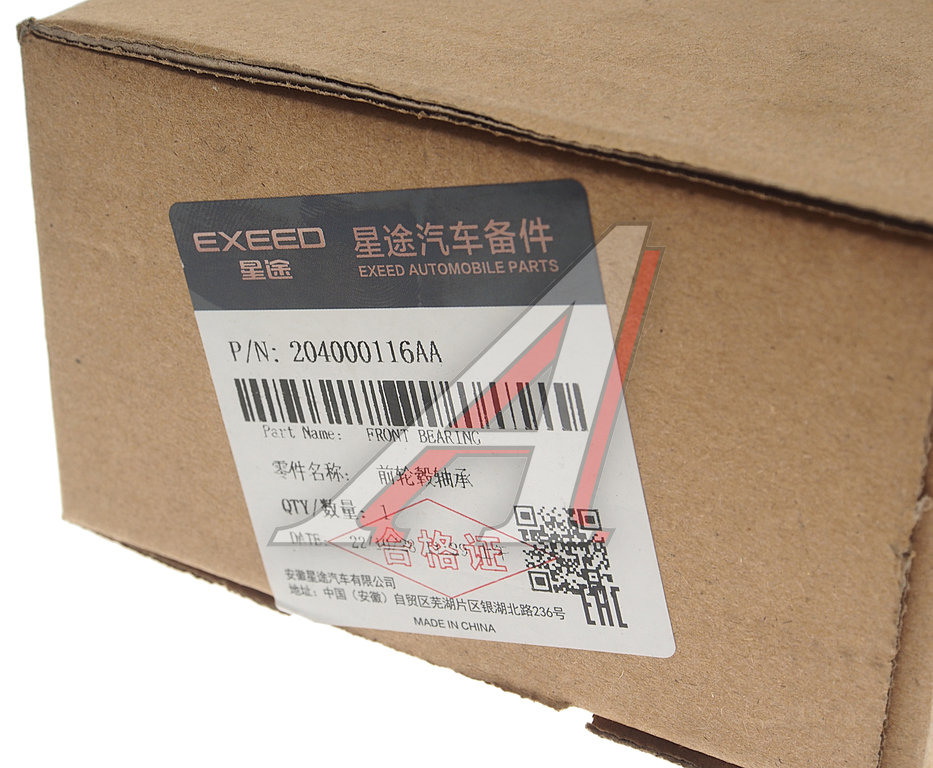 EXEED 星途汽车备件
星途 EXEED AUTOMOBILE PARTS
P/N: 204000116AA
Part Name: FRONT BEARING
零件名称: 前轮毂轴承
QTY/数量: 1
DATE: 22/
合格证
安徽星途汽车有限公司
地址: 中国（安徽）自贸区芜湖片区银湖北路236号
MADE IN CHINA
EAC